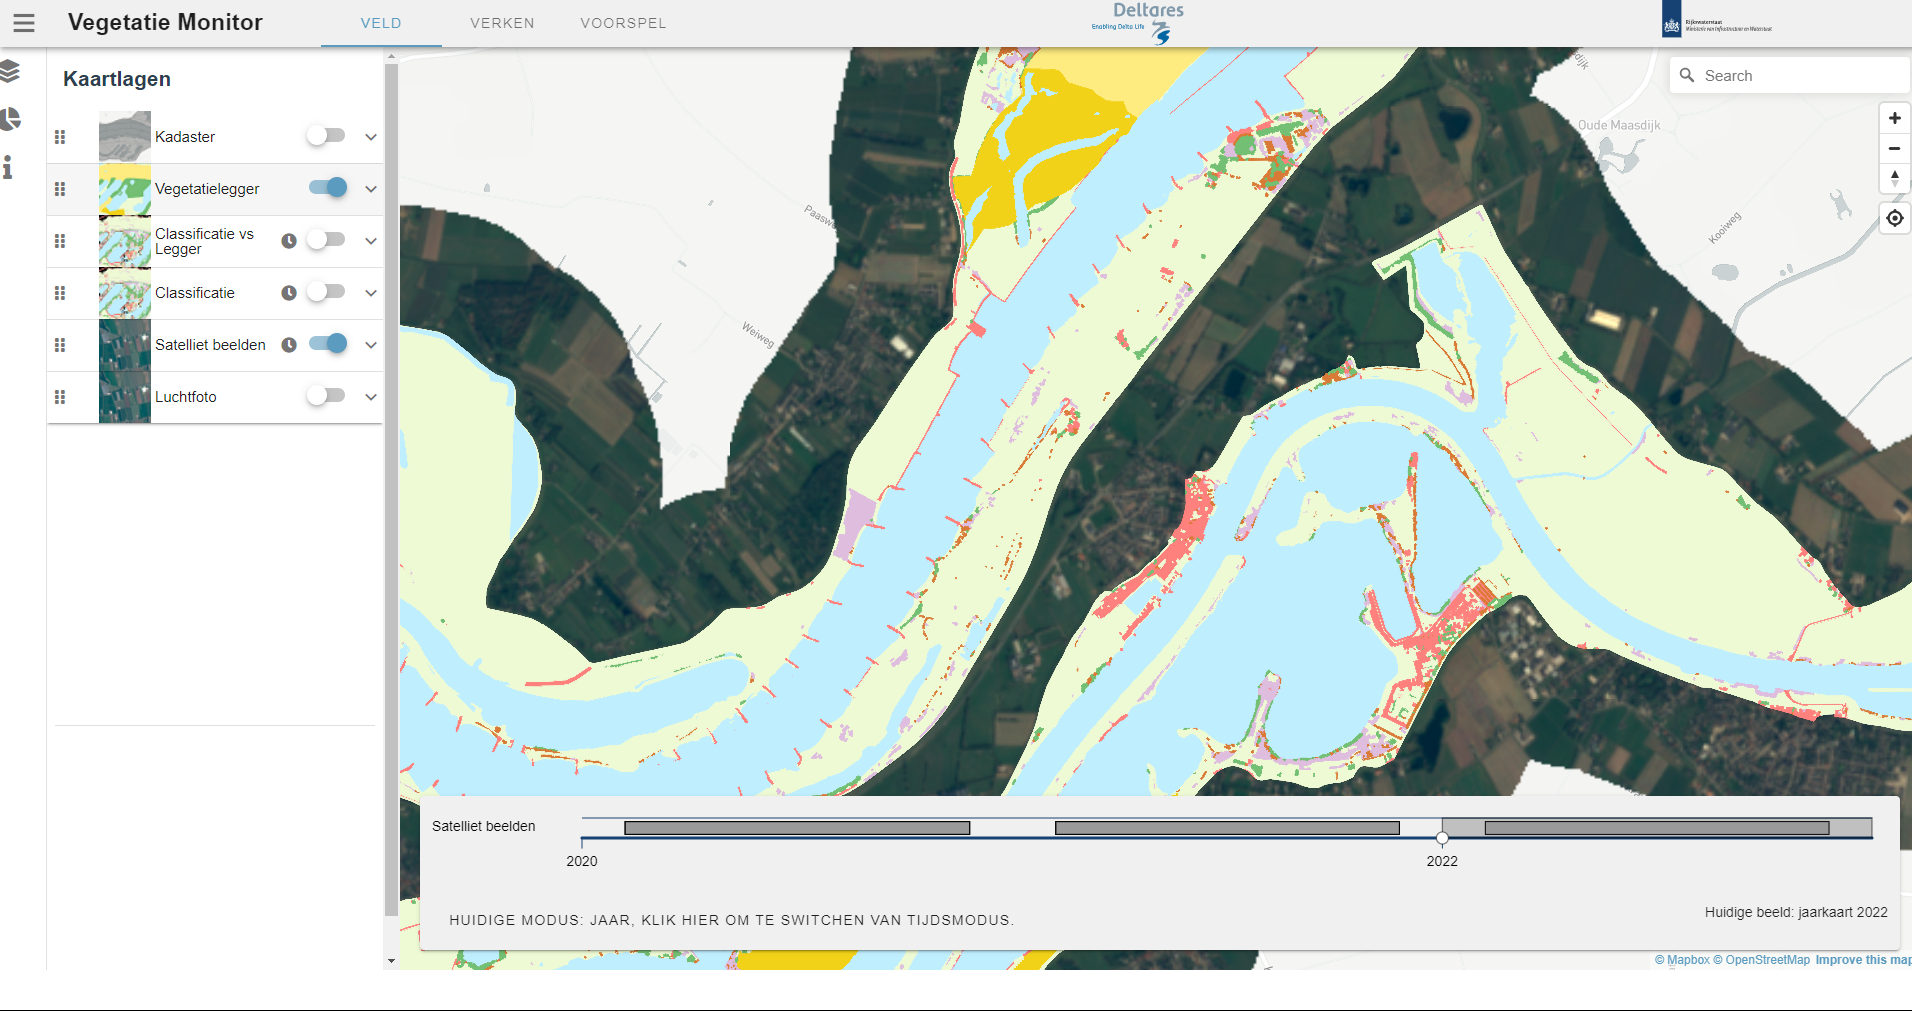 Vegetatie Monitor
VELD
VERKEN
VOORSPEL
Deltares
Enabling Delta Life
Rijkswaterstaat
Ministerie van Infrastructuur en Waterstaat
Kaartlagen
Kadaster
Vegetatielegger
Classificatie vs
Legger
Classificatie
Satelliet beelden
Luchtfoto
Search
Oude Maasdijk
Kooiweg
Weiweg
Satelliet beelden
2020
2022
HUIDIGE MODUS: JAAR, KLIK HIER OM TE SWITCHEN VAN TIJDSMODUS.
Huidige beeld: jaarkaart 2022
© Mapbox © OpenStreetMap Improve this map